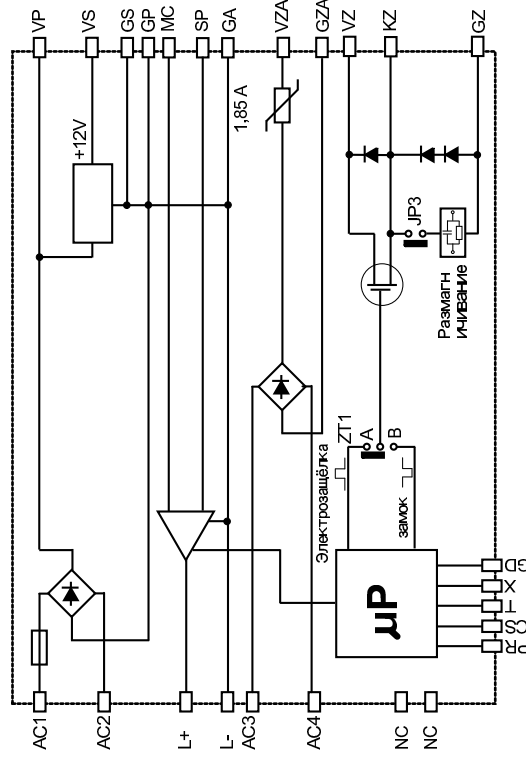 VP
VS
GS
GP
MC
SP
GA
VZA
GZA
VZ
KZ
GZ
+12V
1,85 A
JP3
Размагн
ичивание
ZT1
A
B
Электрозащёлка
замок
µP
GD
X
T
CS
PR
AC1
AC2
L+
L-
AC3
AC4
NC
NC